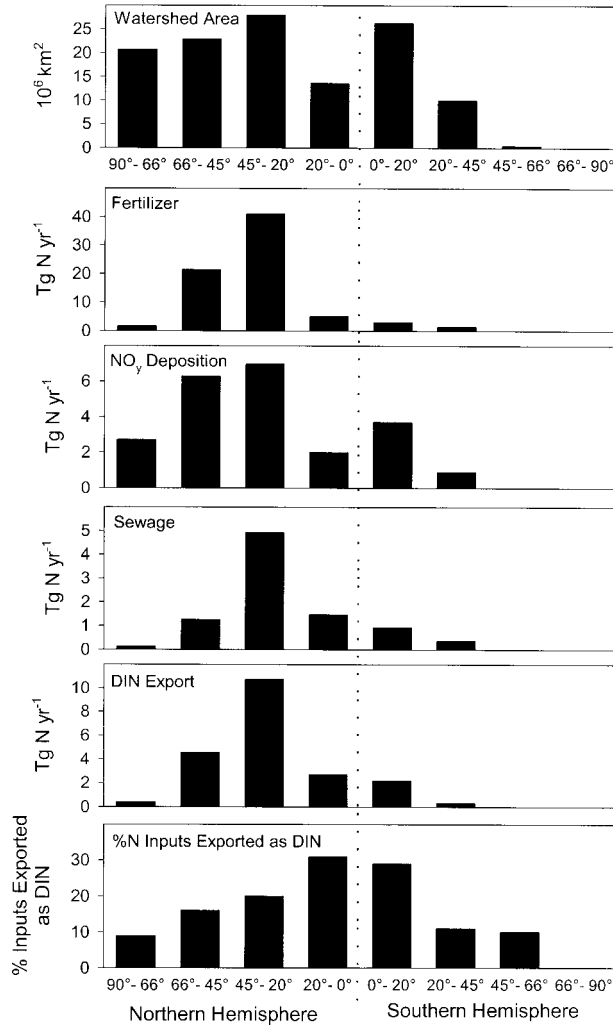 Watershed Area
10⁶ km²
25
20
15
10
5
0
90°- 66° 66°- 45° 45°- 20° 20°- 0° 0°- 20° 20°- 45° 45°- 66° 66°- 90°
Fertilizer
Tg N yr⁻¹
40
30
20
10
0
NOy Deposition
Tg N yr⁻¹
6
4
2
0
Sewage
Tg N yr⁻¹
5
4
3
2
1
0
DIN Export
Tg N yr⁻¹
10
8
6
4
2
0
%N Inputs Exported as DIN
% Inputs Exported
as DIN
30
20
10
0
90°- 66° 66°- 45° 45°- 20° 20°- 0° 0°- 20° 20°- 45° 45°- 66° 66°- 90°
Northern Hemisphere Southern Hemisphere